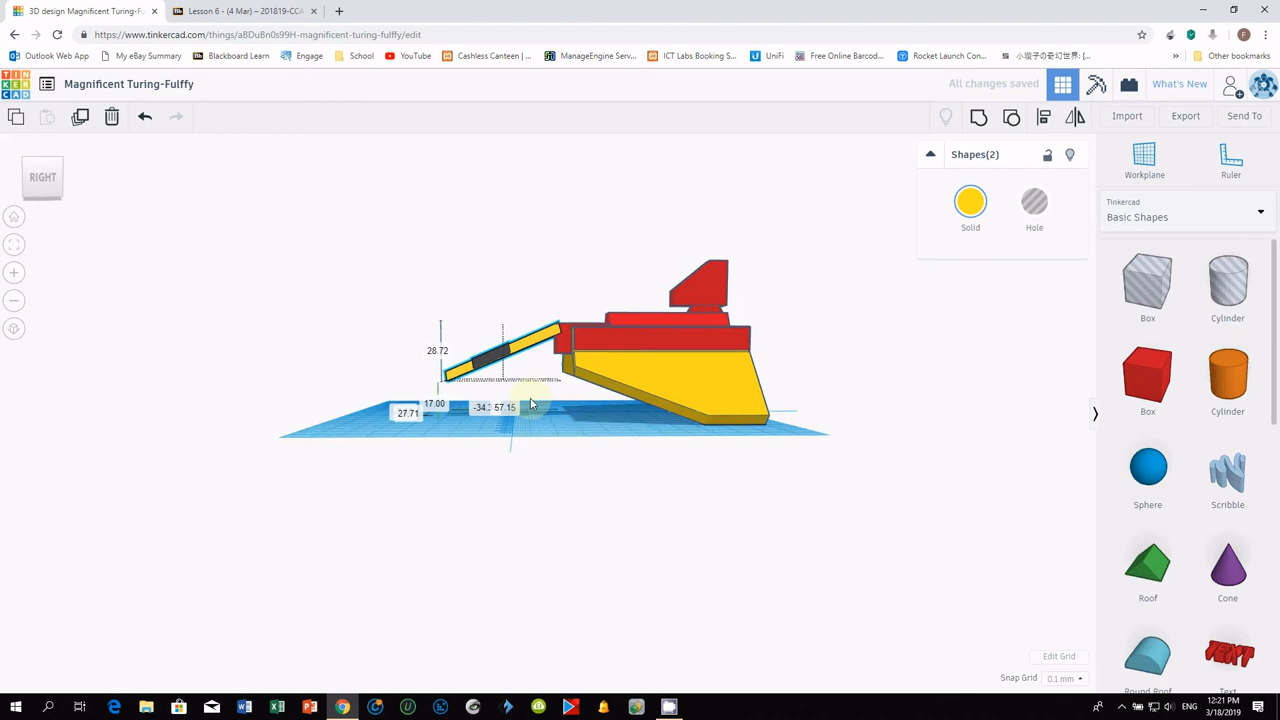 3D design Magnificent Turing-Fu
Lesson 6 - (4 Mar) – 201819-CCA
https://www.tinkercad.com/things/aBDuBn0s99H-magnificent-turing-fulffy/edit
Outlook Web App
My eBay Summary
Blackboard Learn
Engage
School
YouTube
Cashless Canteen |...
ManageEngine Serv...
ICT Labs Booking S...
UniFi
Free Online Barcod...
Rocket Launch Con...
»
Other bookmarks
TIN
KER
CAD
Magnificent Turing-Fulffy
All changes saved
What's New
Import
Export
Send To
RIGHT
Shapes(2)
Solid
Hole
Workplane
Ruler
Tinkercad
Basic Shapes
Box
Cylinder
Box
Cylinder
Sphere
Scribble
Roof
Cone
Round Roof
Text
28.72
17.00
27.71
57.15
Edit Grid
Snap Grid
0.1 mm
ENG
12:21 PM
3/18/2019